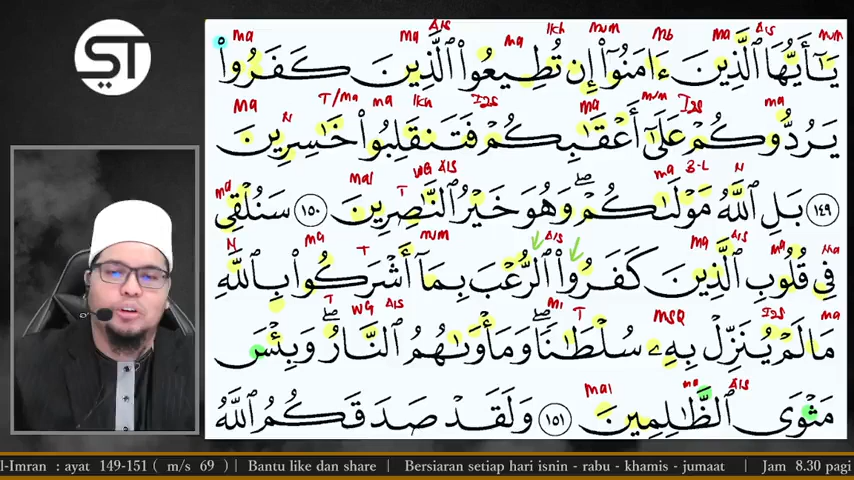 ST
يَـٰٓأَيُّهَا ٱلَّذِينَ ءَامَنُوٓا۟ إِن تُطِيعُوا۟ ٱلَّذِينَ كَفَرُوا۟
يَرُدُّوكُمْ عَلَىٰٓ أَعْقَـٰبِكُمْ فَتَنقَلِبُوا۟ خَـٰسِرِينَ
١٤٩ بَلِ ٱللَّهُ مَوْلَىٰكُمْ ۖ وَهُوَ خَيْرُ ٱلنَّـٰصِرِينَ ١٥٠ سَنُلْقِى
فِى قُلُوبِ ٱلَّذِينَ كَفَرُوا۟ ٱلرُّعْبَ بِمَآ أَشْرَكُوا۟ بِٱللَّهِ
مَا لَمْ يُنَزِّلْ بِهِۦ سُلْطَـٰنًا ۖ وَمَأْوَىٰهُمُ ٱلنَّارُ ۖ وَبِئْسَ
مَثْوَى ٱلظَّـٰلِمِينَ ١٥١ وَلَقَدْ صَدَقَكُمُ ٱللَّهُ
l-Imran : ayat 149-151 ( m/s 69 ) | Bantu like dan share | Bersiaran setiap hari isnin - rabu - khamis - jumaat | Jam 8.30 pagi